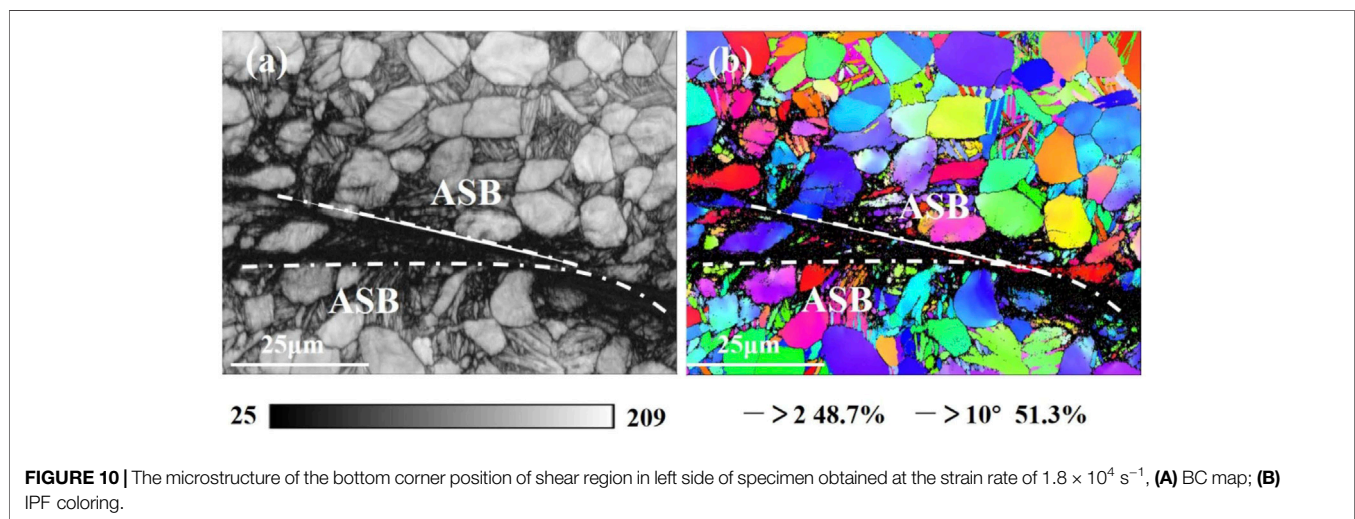 (a)
(b)
ASB
ASB
ASB
ASB
25μm
25μm
25
209
— > 2 48.7%
— > 10° 51.3%
FIGURE 10 | The microstructure of the bottom corner position of shear region in left side of specimen obtained at the strain rate of 1.8 × 10⁴ s⁻¹, (A) BC map; (B)
IPF coloring.